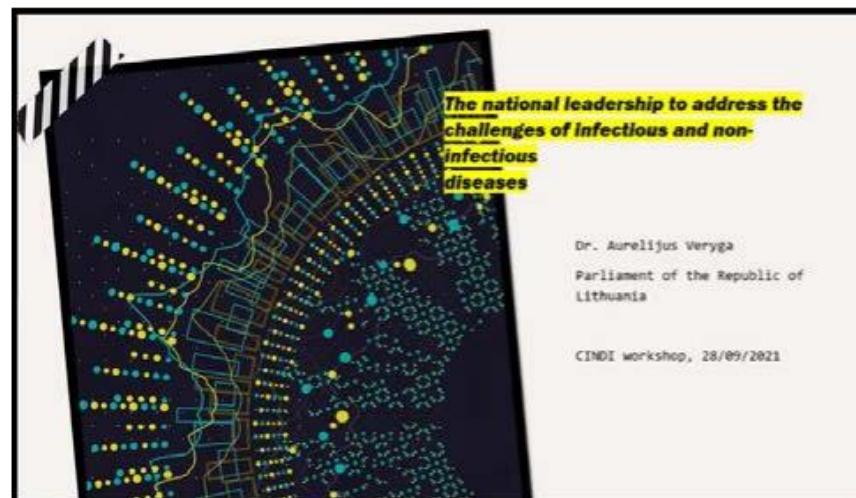 The national leadership to address the
challenges of infectious and non-
infectious
diseases
Dr. Aurelijus Veryga
Parliament of the Republic of
Lithuania
CINDI workshop, 28/09/2021